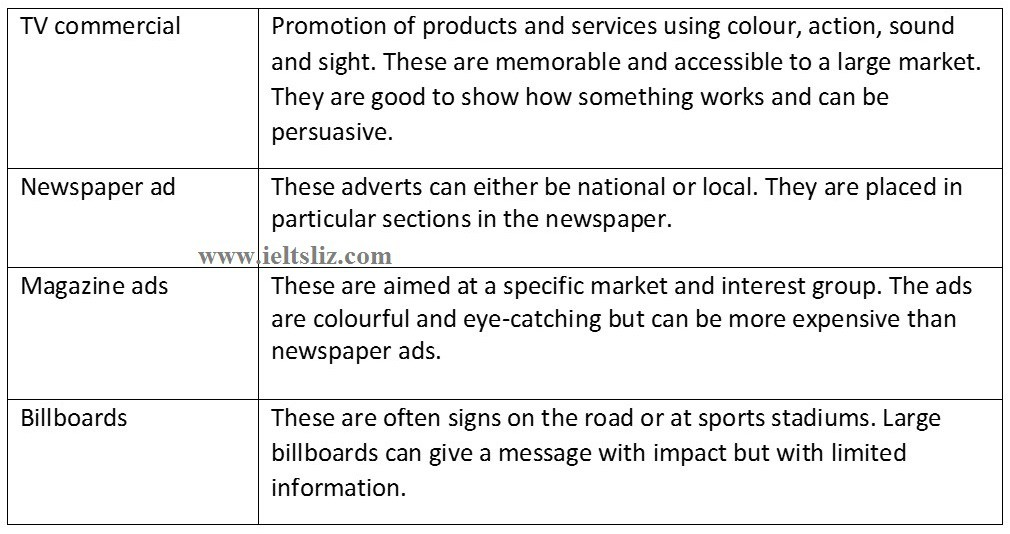 TV commercial
Promotion of products and services using colour, action, sound
and sight. These are memorable and accessible to a large market.
They are good to show how something works and can be
persuasive.
Newspaper ad
These adverts can either be national or local. They are placed in
particular sections in the newspaper.
www.ieltsliz.com
Magazine ads
These are aimed at a specific market and interest group. The ads
are colourful and eye-catching but can be more expensive than
newspaper ads.
Billboards
These are often signs on the road or at sports stadiums. Large
billboards can give a message with impact but with limited
information.